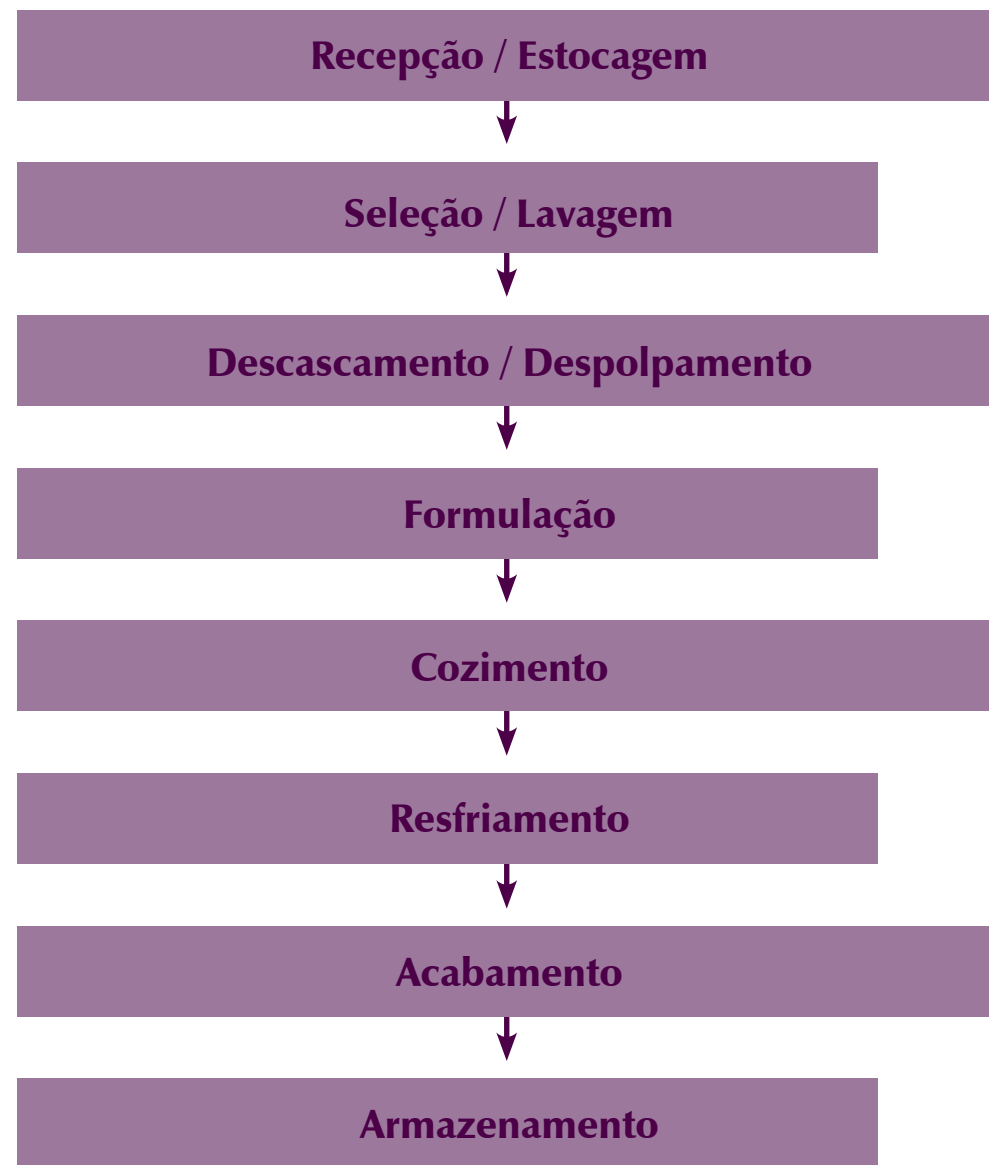 Recepção / Estocagem
Seleção / Lavagem
Descascamento / Despolpamento
Formulação
Cozimento
Resfriamento
Acabamento
Armazenamento